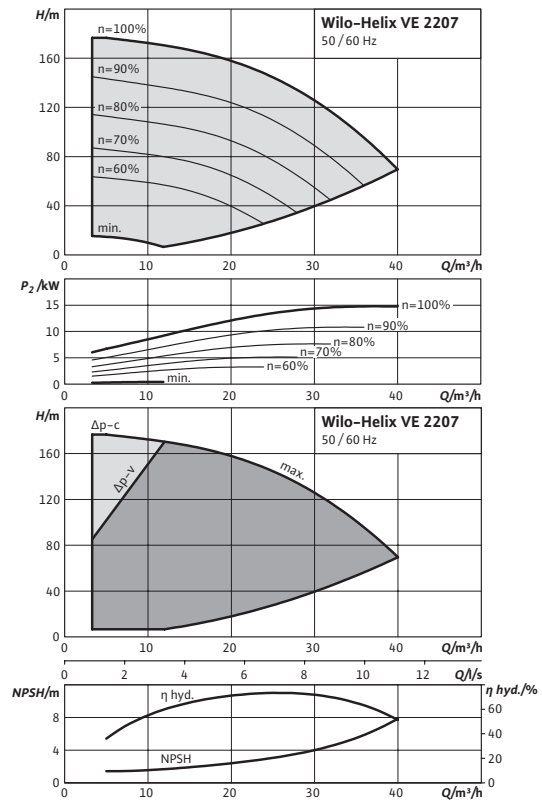 H/m
Wilo–Helix VE 2207
50 / 60 Hz
n=100%
160
n=90%
120
n=80%
n=70%
80
n=60%
40
min.
0
0 10 20 30 40 Q/m³/h
P₂ /kW
15
n=100%
10
n=90%
n=80%
5
n=70%
n=60%
min.
0
0 10 20 30 40 Q/m³/h
H/m
Δp–c
Wilo–Helix VE 2207
50 / 60 Hz
160
Δp–v
max.
120
80
40
0
0 10 20 30 40 Q/m³/h
0 2 4 6 8 10 12 Q/l/s
NPSH/m
η hyd.
η hyd./%
8
60
40
4
NPSH
20
0
0
0 10 20 30 40 Q/m³/h